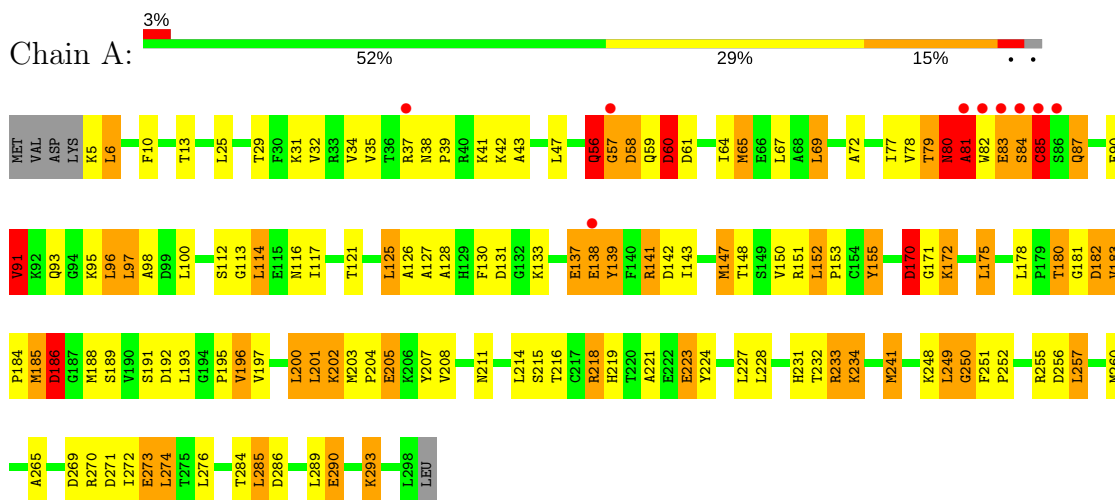 3%
Chain A:
52% 29% 15% • •
MET VAL ASP LYS K5 L6 F10 T13 L25 T29 F30 K31 V32 R33 V34 V35 T36 R37 N38 P39 R40 K41 K42 A43 L47 Q56 G57 D58 Q59 D60 D61 I64 M65 E66 L67 A68 L69 A72 I77 V78 T79 N80 A81 W82 E83 S84 C85 S86 Q87
V91 K92 Q93 G94 K95 L96 L97 A98 D99 L100 S112 G113 L114 E115 N116 I117 T121 L125 A126 A127 A128 H129 F130 D131 G132 K133 E137 E138 Y139 F140 R141 D142 I143 M147 T148 S149 V150 R151 L152 P153 C154 Y155 D170 G171 K172 L175 L178 P179 T180 G181 D182 V183
P184 M185 D186 G187 M188 S189 V190 S191 D192 L193 G194 P195 V196 V197 L200 L201 K202 M203 P204 E205 K206 Y207 V208 N211 L214 S215 T216 C217 R218 H219 T220 A221 E222 E223 Y224 L227 L228 H231 T232 R233 K234 M241 K248 L249 G250 F251 P252 R255 D256 L257 M260
A265 D269 R270 D271 I272 E273 L274 T275 L276 T284 L285 D286 L289 E290 K293 L298 LEU